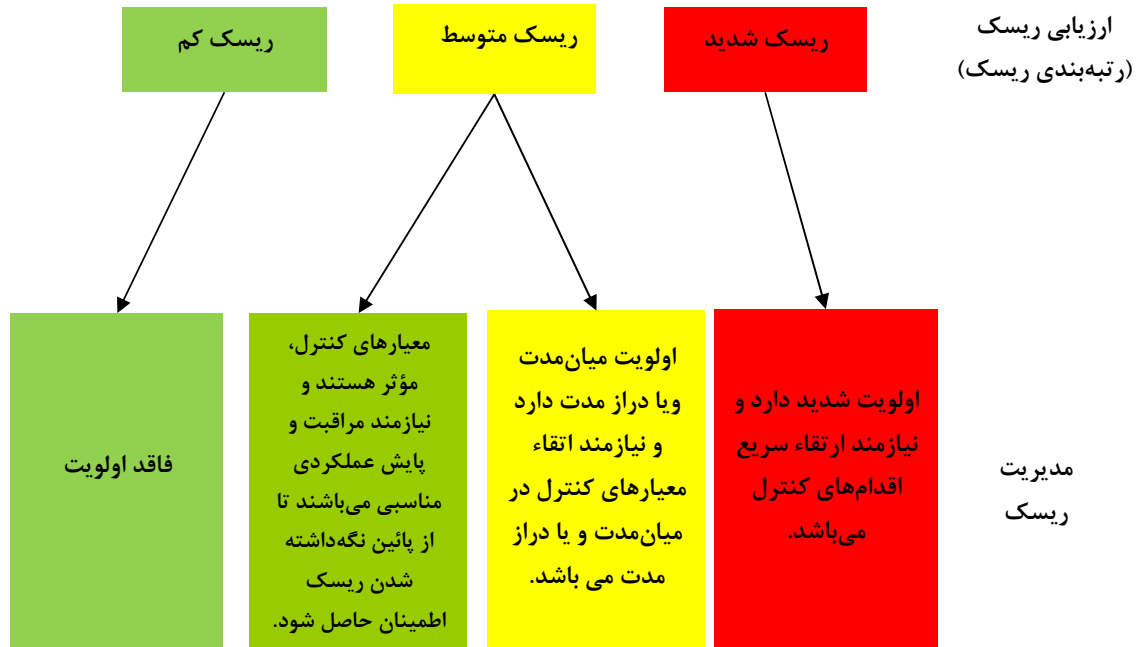 ارزیابی ریسک
(رتبه‌بندی ریسک)
ریسک شدید
ریسک متوسط
ریسک کم
مدیریت
ریسک
اولویت شدید دارد و
نیازمند ارتقاء سریع
اقدام‌های کنترل
می‌باشد.
اولویت میان‌مدت
ویا دراز مدت دارد
و نیازمند اتقاء
معیارهای کنترل در
میان‌مدت و یا دراز
مدت می باشد.
معیارهای کنترل،
مؤثر هستند و
نیازمند مراقبت و
پایش عملکردی
مناسبی می‌باشند تا
از پائین نگه‌داشته
شدن ریسک
اطمینان حاصل شود.
فاقد اولویت